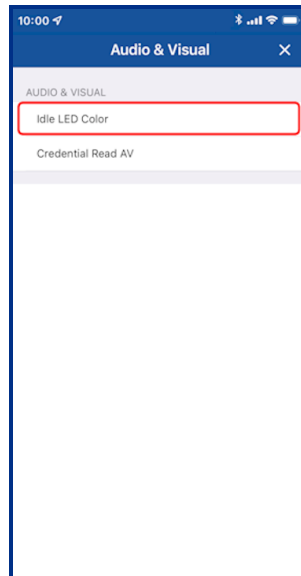 10:00
Audio & Visual
AUDIO & VISUAL
Idle LED Color
Credential Read AV